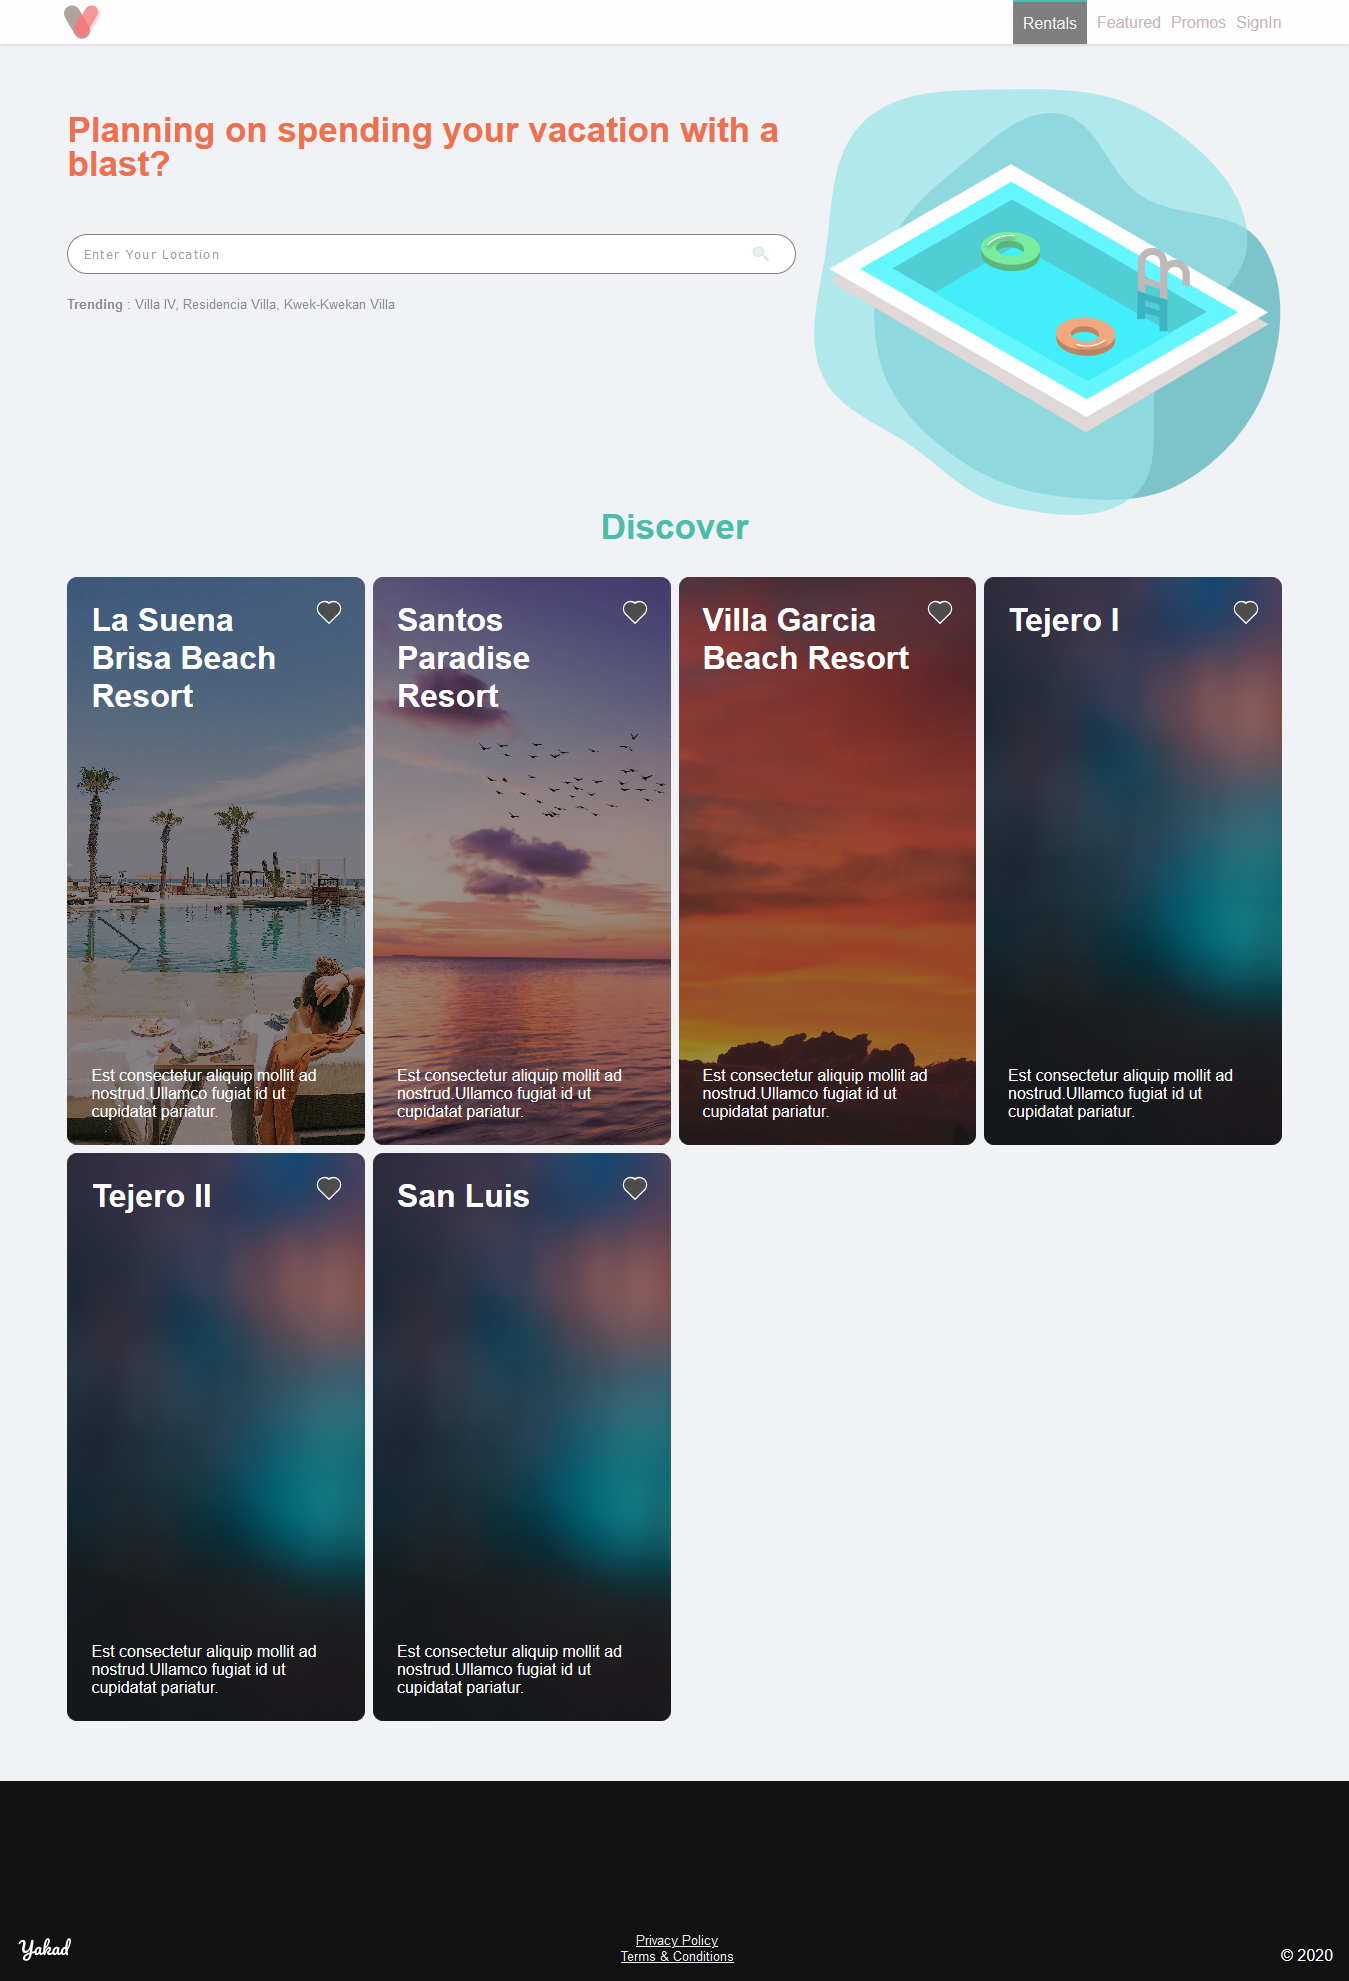 Rentals Featured Promos SignIn
Planning on spending your vacation with a
blast?
Enter Your Location
Trending : Villa IV, Residencia Villa, Kwek-Kwekan Villa
Discover
La Suena
Brisa Beach
Resort
Est consectetur aliquip mollit ad
nostrud.Ullamco fugiat id ut
cupidatat pariatur.
Santos
Paradise
Resort
Est consectetur aliquip mollit ad
nostrud.Ullamco fugiat id ut
cupidatat pariatur.
Villa Garcia
Beach Resort
Est consectetur aliquip mollit ad
nostrud.Ullamco fugiat id ut
cupidatat pariatur.
Tejero I
Est consectetur aliquip mollit ad
nostrud.Ullamco fugiat id ut
cupidatat pariatur.
Tejero II
Est consectetur aliquip mollit ad
nostrud.Ullamco fugiat id ut
cupidatat pariatur.
San Luis
Est consectetur aliquip mollit ad
nostrud.Ullamco fugiat id ut
cupidatat pariatur.
Yakad
Privacy Policy
Terms & Conditions
© 2020